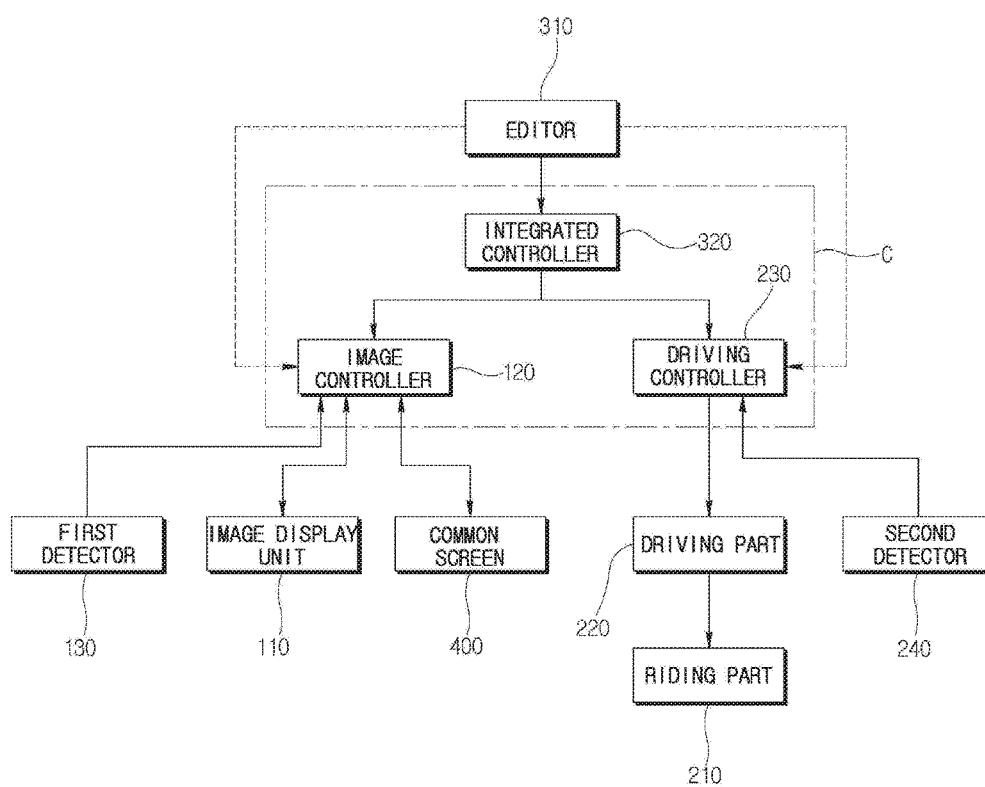 310
EDITOR
INTEGRATED
CONTROLLER
320
C
230
IMAGE
CONTROLLER
120
DRIVING
CONTROLLER
FIRST
DETECTOR
IMAGE DISPLAY
UNIT
COMMON
SCREEN
DRIVING PART
SECOND
DETECTOR
130
110
400
220
240
RIDING PART
210